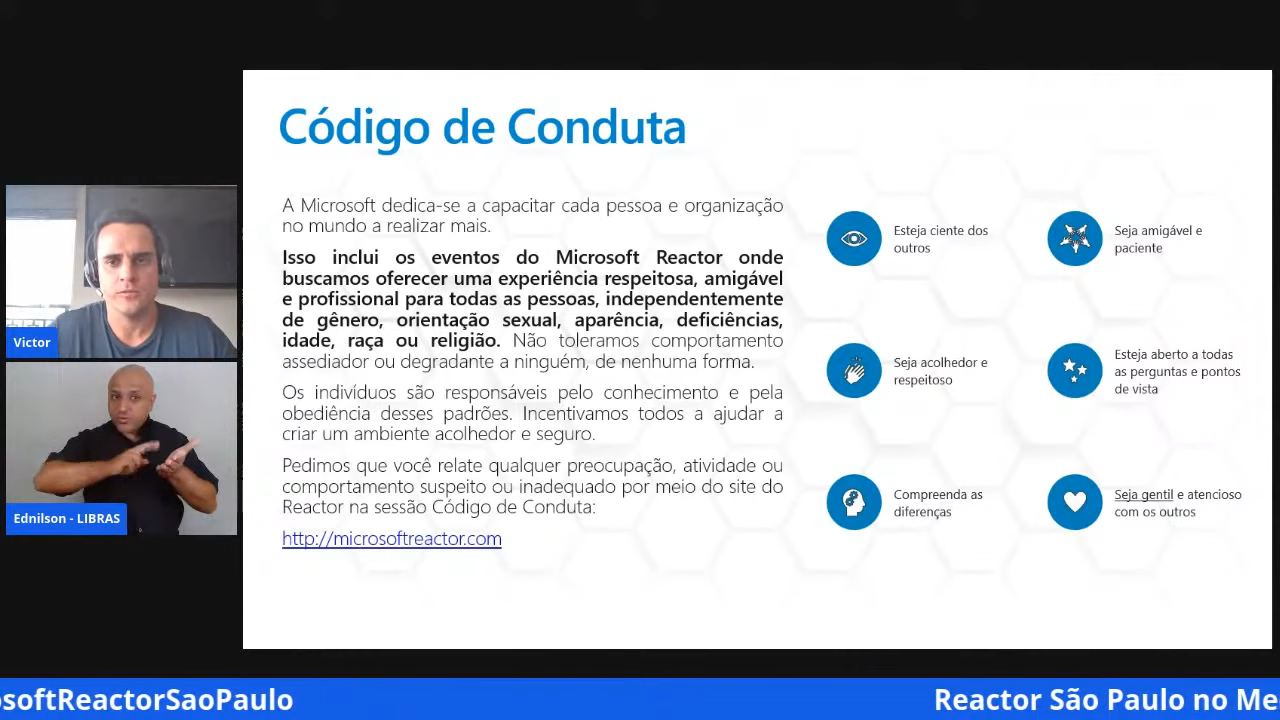 Código de Conduta
A Microsoft dedica-se a capacitar cada pessoa e organização
no mundo a realizar mais.
Isso inclui os eventos do Microsoft Reactor onde
buscamos oferecer uma experiência respeitosa, amigável
e profissional para todas as pessoas, independentemente
de gênero, orientação sexual, aparência, deficiências,
idade, raça ou religião. Não toleramos comportamento
assediador ou degradante a ninguém, de nenhuma forma.
Os indivíduos são responsáveis pelo conhecimento e pela
obediência desses padrões. Incentivamos todos a ajudar a
criar um ambiente acolhedor e seguro.
Pedimos que você relate qualquer preocupação, atividade ou
comportamento suspeito ou inadequado por meio do site do
Reactor na sessão Código de Conduta:
http://microsoftreactor.com
Esteja ciente dos
outros
Seja amigável e
paciente
Seja acolhedor e
respeitoso
Esteja aberto a todas
as perguntas e pontos
de vista
Compreenda as
diferenças
Seja gentil e atencioso
com os outros
Victor
Ednilson - LIBRAS
osoftReactorSaoPaulo
Reactor São Paulo no Me